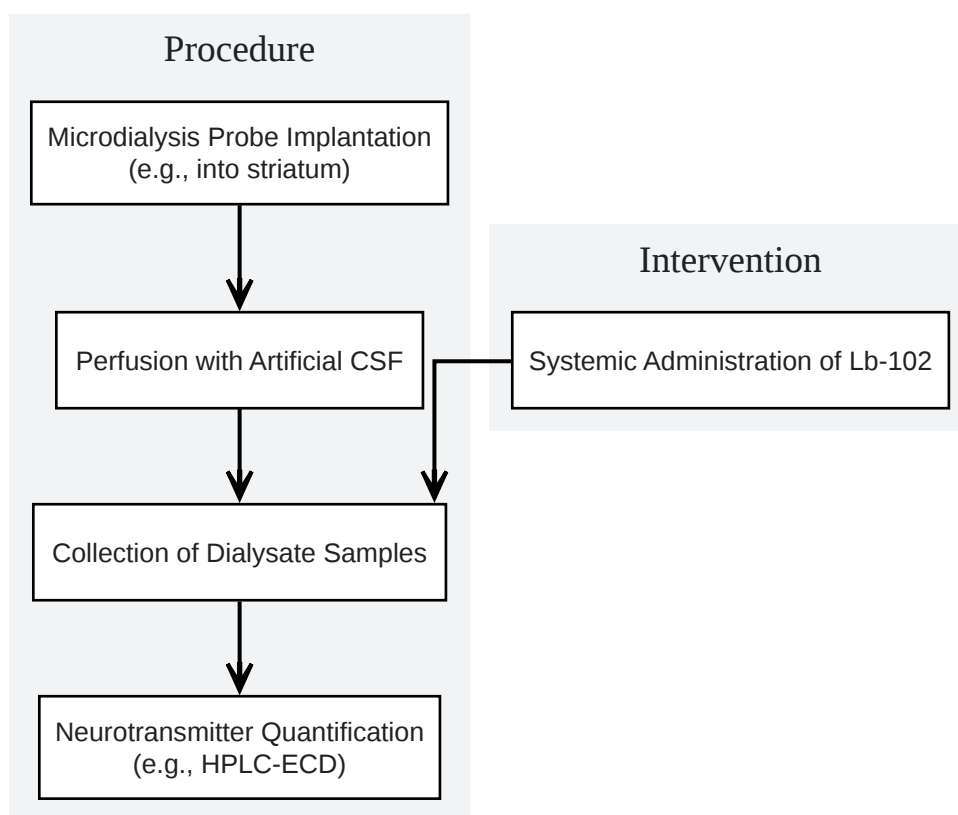 Procedure
Microdialysis Probe Implantation
(e.g., into striatum)
Perfusion with Artificial CSF
Collection of Dialysate Samples
Neurotransmitter Quantification
(e.g., HPLC-ECD)
Intervention
Systemic Administration of Lb-102